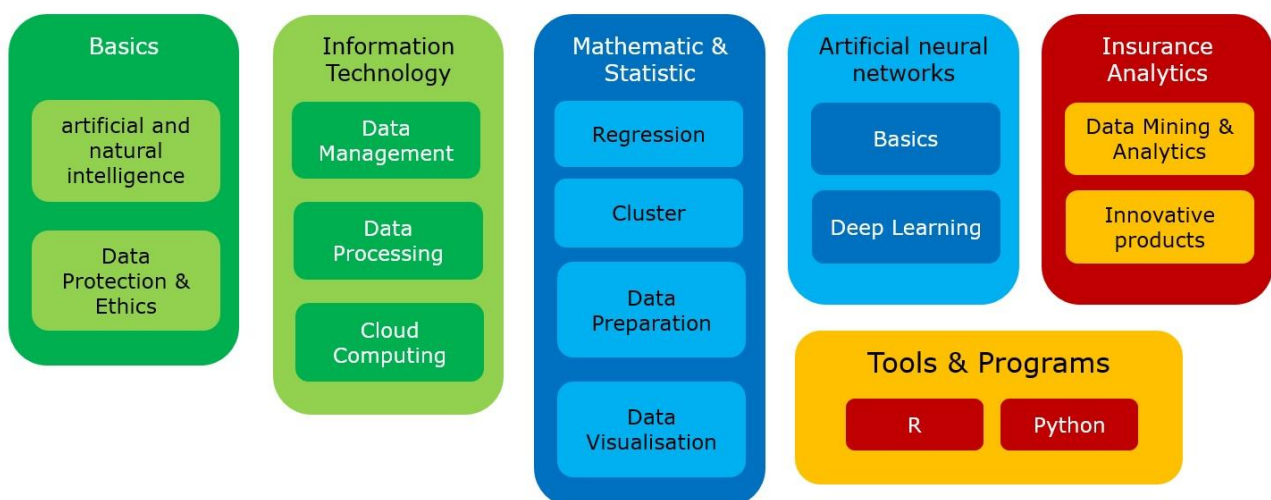 Basics
artificial and
natural
intelligence
Data
Protection &
Ethics
Information
Technology
Data
Management
Data
Processing
Cloud
Computing
Mathematic &
Statistic
Regression
Cluster
Data
Preparation
Data
Visualisation
Artificial neural
networks
Basics
Deep Learning
Insurance
Analytics
Data Mining &
Analytics
Innovative
products
Tools & Programs
R
Python